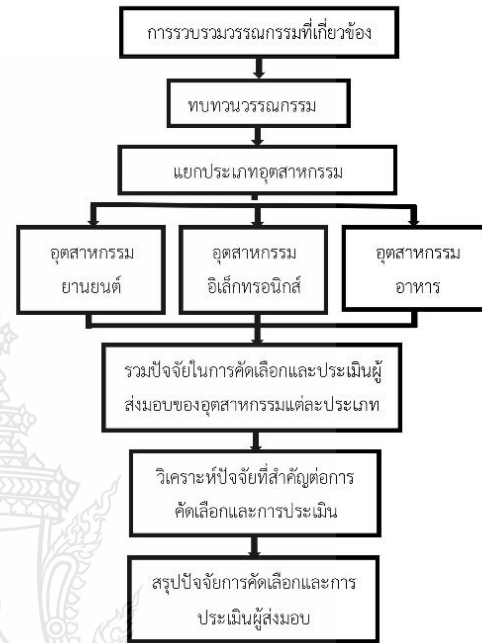 การรวบรวมวรรณกรรมที่เกี่ยวข้อง
ทบทวนวรรณกรรม
แยกประเภทอุตสาหกรรม
อุตสาหกรรม
ยานยนต์
อุตสาหกรรม
อิเล็กทรอนิกส์
อุตสาหกรรม
อาหาร
รวมปัจจัยในการคัดเลือกและประเมินผู้
ส่งมอบของอุตสาหกรรมแต่ละประเภท
วิเคราะห์ปัจจัยที่สำคัญต่อการ
คัดเลือกและการประเมิน
สรุปปัจจัยการคัดเลือกและการ
ประเมินผู้ส่งมอบ